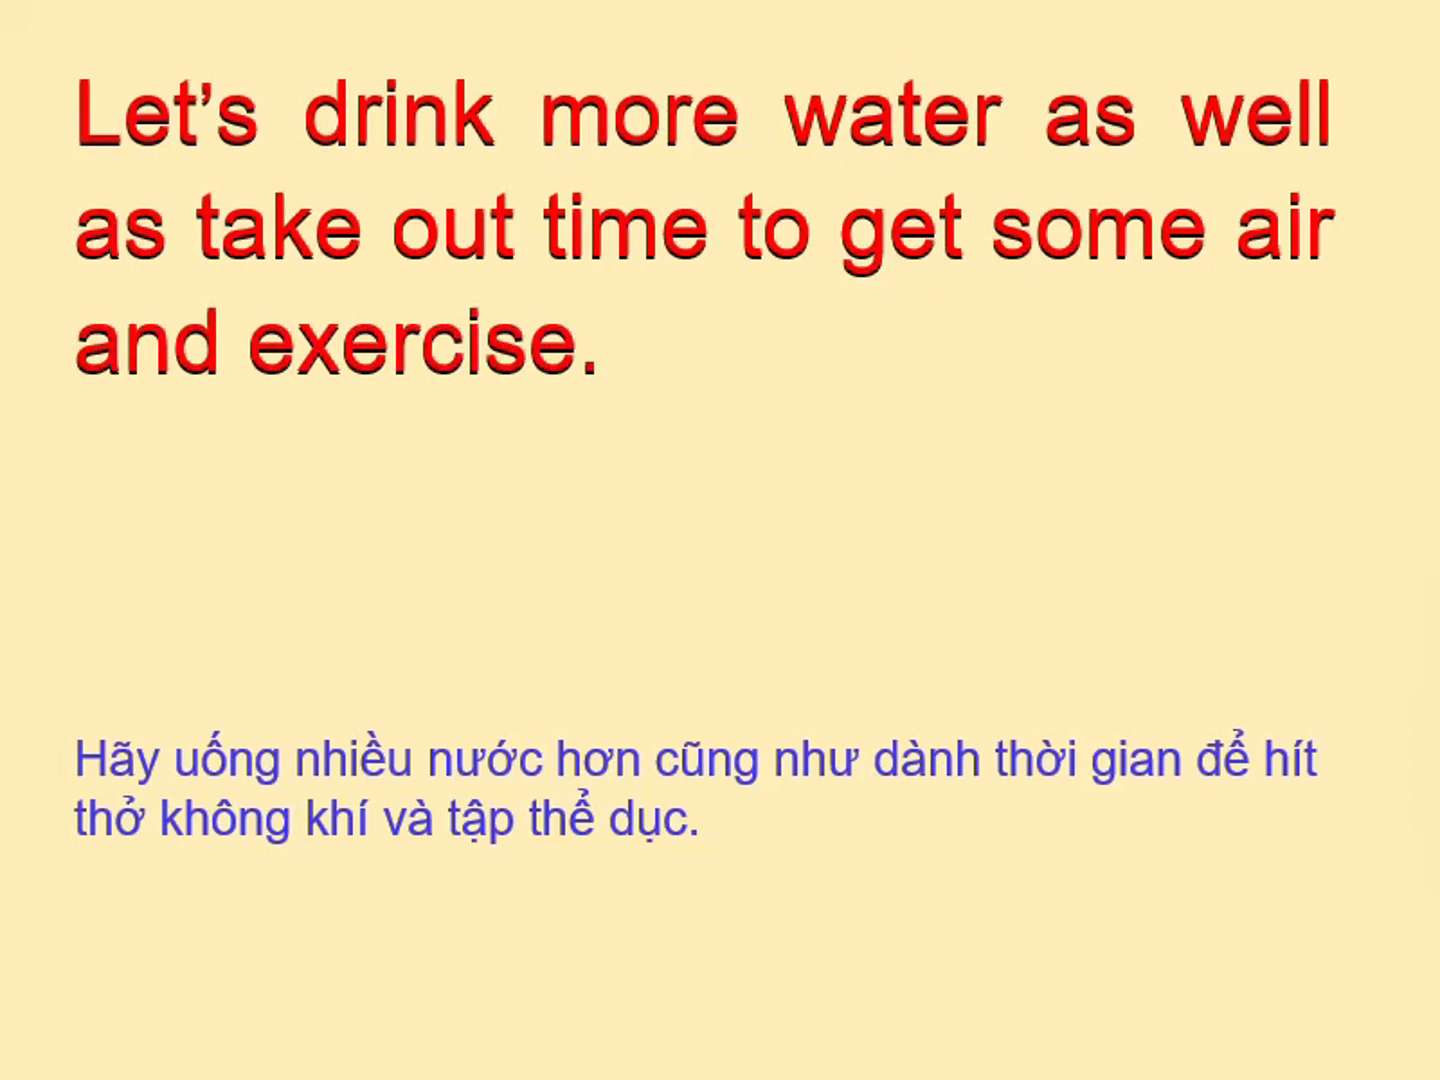 Let’s drink more water as well
as take out time to get some air
and exercise.
Hãy uống nhiều nước hơn cũng như dành thời gian để hít
thở không khí và tập thể dục.